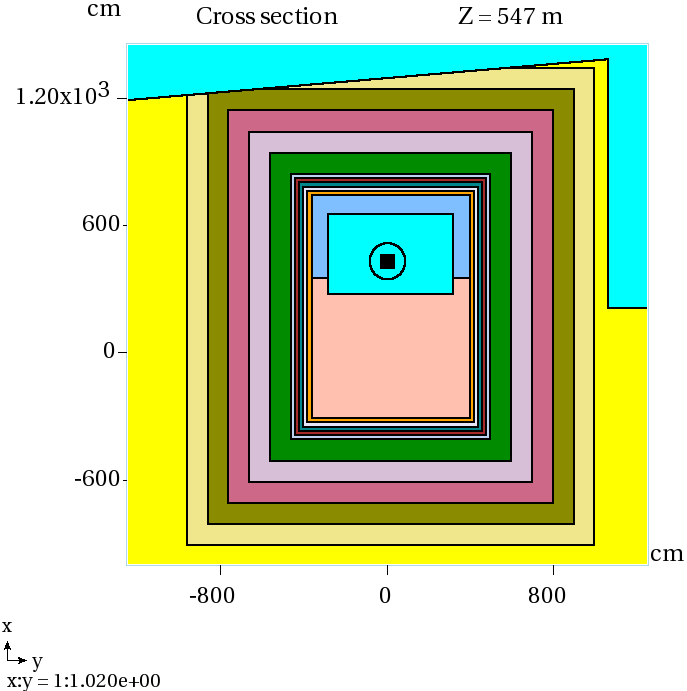 cm
Cross section Z = 547 m
1.20x10³
600
0
-600
cm
-800 0 800
x
y
x:y = 1:1.020e+00